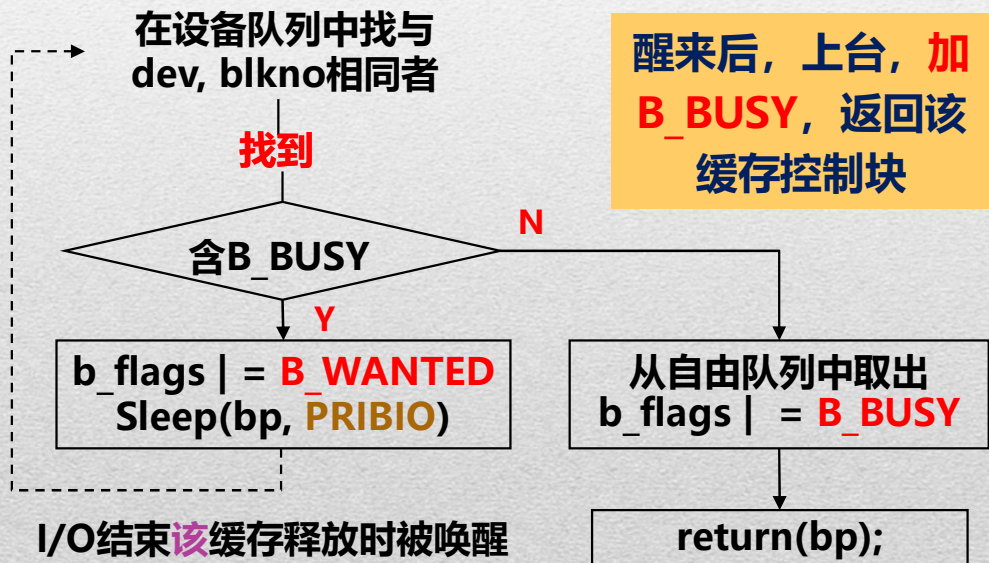 在设备队列中找与
dev, blkno相同者
找到
含B_BUSY
N
Y
b_flags | = B_WANTED
Sleep(bp, PRIBIO)
I/O结束该缓存释放时被唤醒
醒来后，上台，加
B_BUSY，返回该
缓存控制块
从自由队列中取出
b_flags |  = B_BUSY
return(bp);